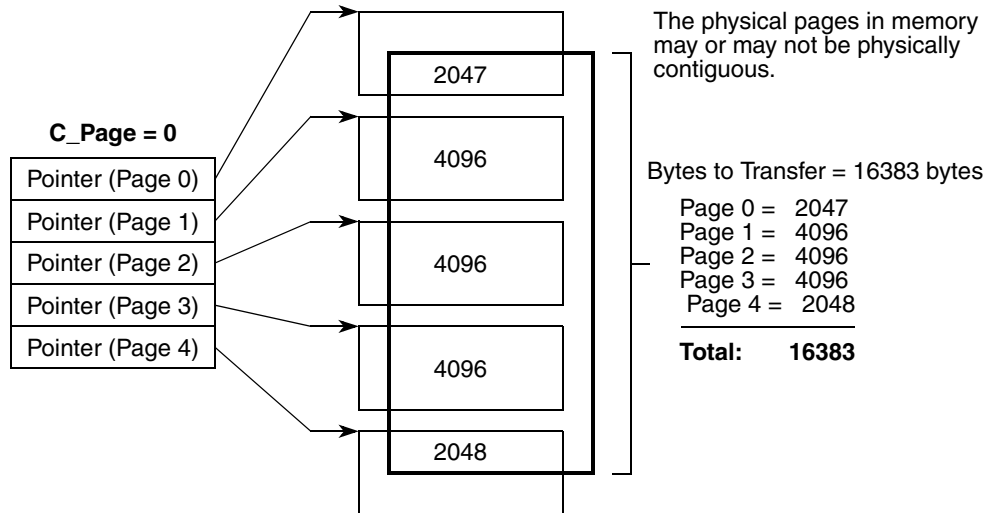 C_Page = 0
Pointer (Page 0)
Pointer (Page 1)
Pointer (Page 2)
Pointer (Page 3)
Pointer (Page 4)
2047
4096
4096
4096
2048
The physical pages in memory
may or may not be physically
contiguous.
Bytes to Transfer = 16383 bytes
Page 0 = 2047
Page 1 = 4096
Page 2 = 4096
Page 3 = 4096
Page 4 = 2048
Total: 16383